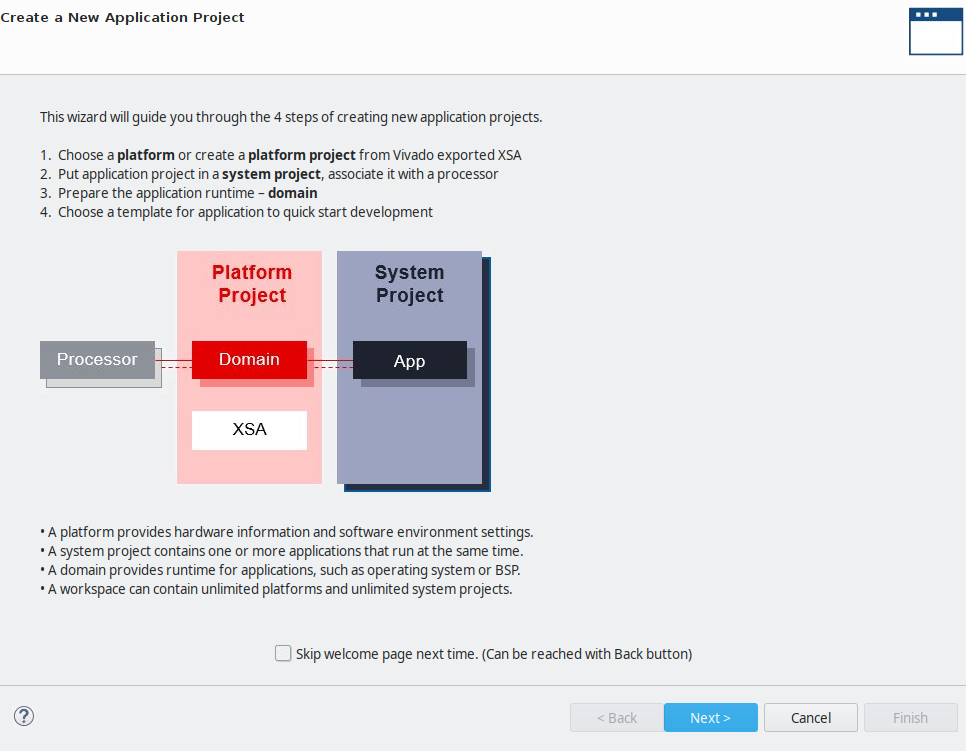 Create a New Application Project
This wizard will guide you through the 4 steps of creating new application projects.
1. Choose a platform or create a platform project from Vivado exported XSA
2. Put application project in a system project, associate it with a processor
3. Prepare the application runtime – domain
4. Choose a template for application to quick start development
Platform
Project
System
Project
Processor
Domain
App
XSA
• A platform provides hardware information and software environment settings.
• A system project contains one or more applications that run at the same time.
• A domain provides runtime for applications, such as operating system or BSP.
• A workspace can contain unlimited platforms and unlimited system projects.
Skip welcome page next time. (Can be reached with Back button)
?
< Back
Next >
Cancel
Finish